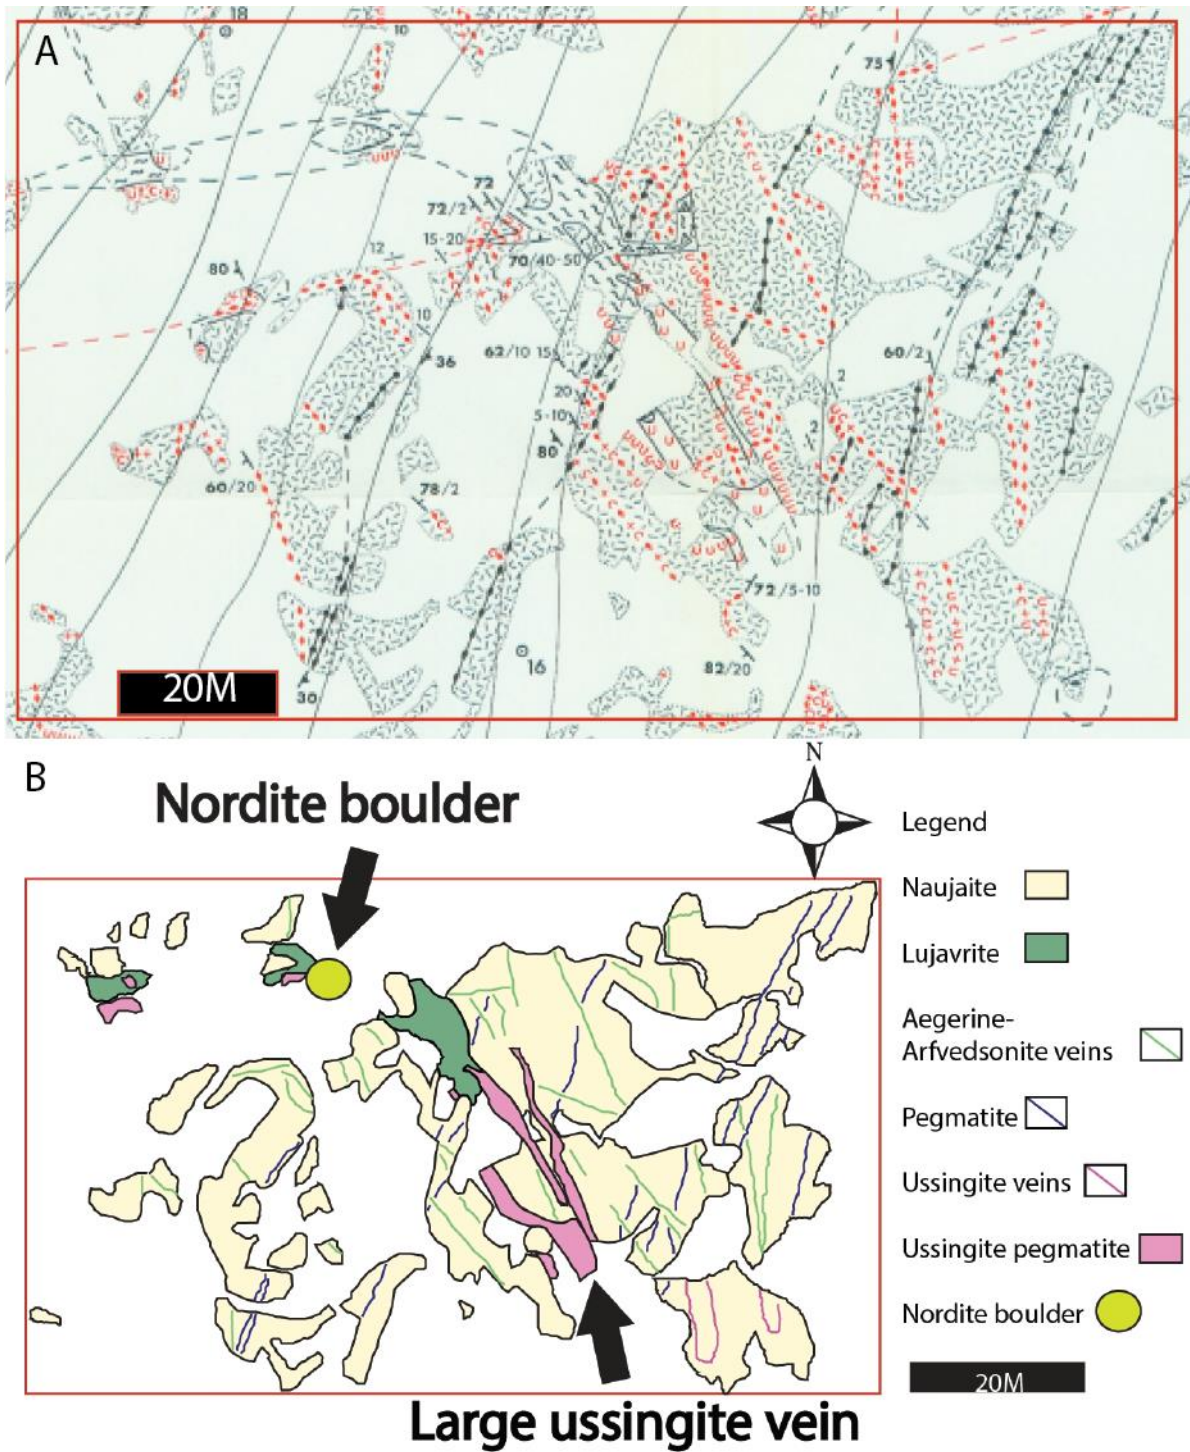 A
18
10
75
72
72/2
15-20
12
70/40-50
80
10
36
62/10 15
60/2
2
20
5-10
2
80
60/20
78/2
72/5-10
16
82/20
30
20M
B
N
Nordite boulder
Legend
Naujaite
Lujavrite
Aegerine-
Arfvedsonite veins
Pegmatite
Ussingite veins
Ussingite pegmatite
Nordite boulder
20M
Large ussingite vein